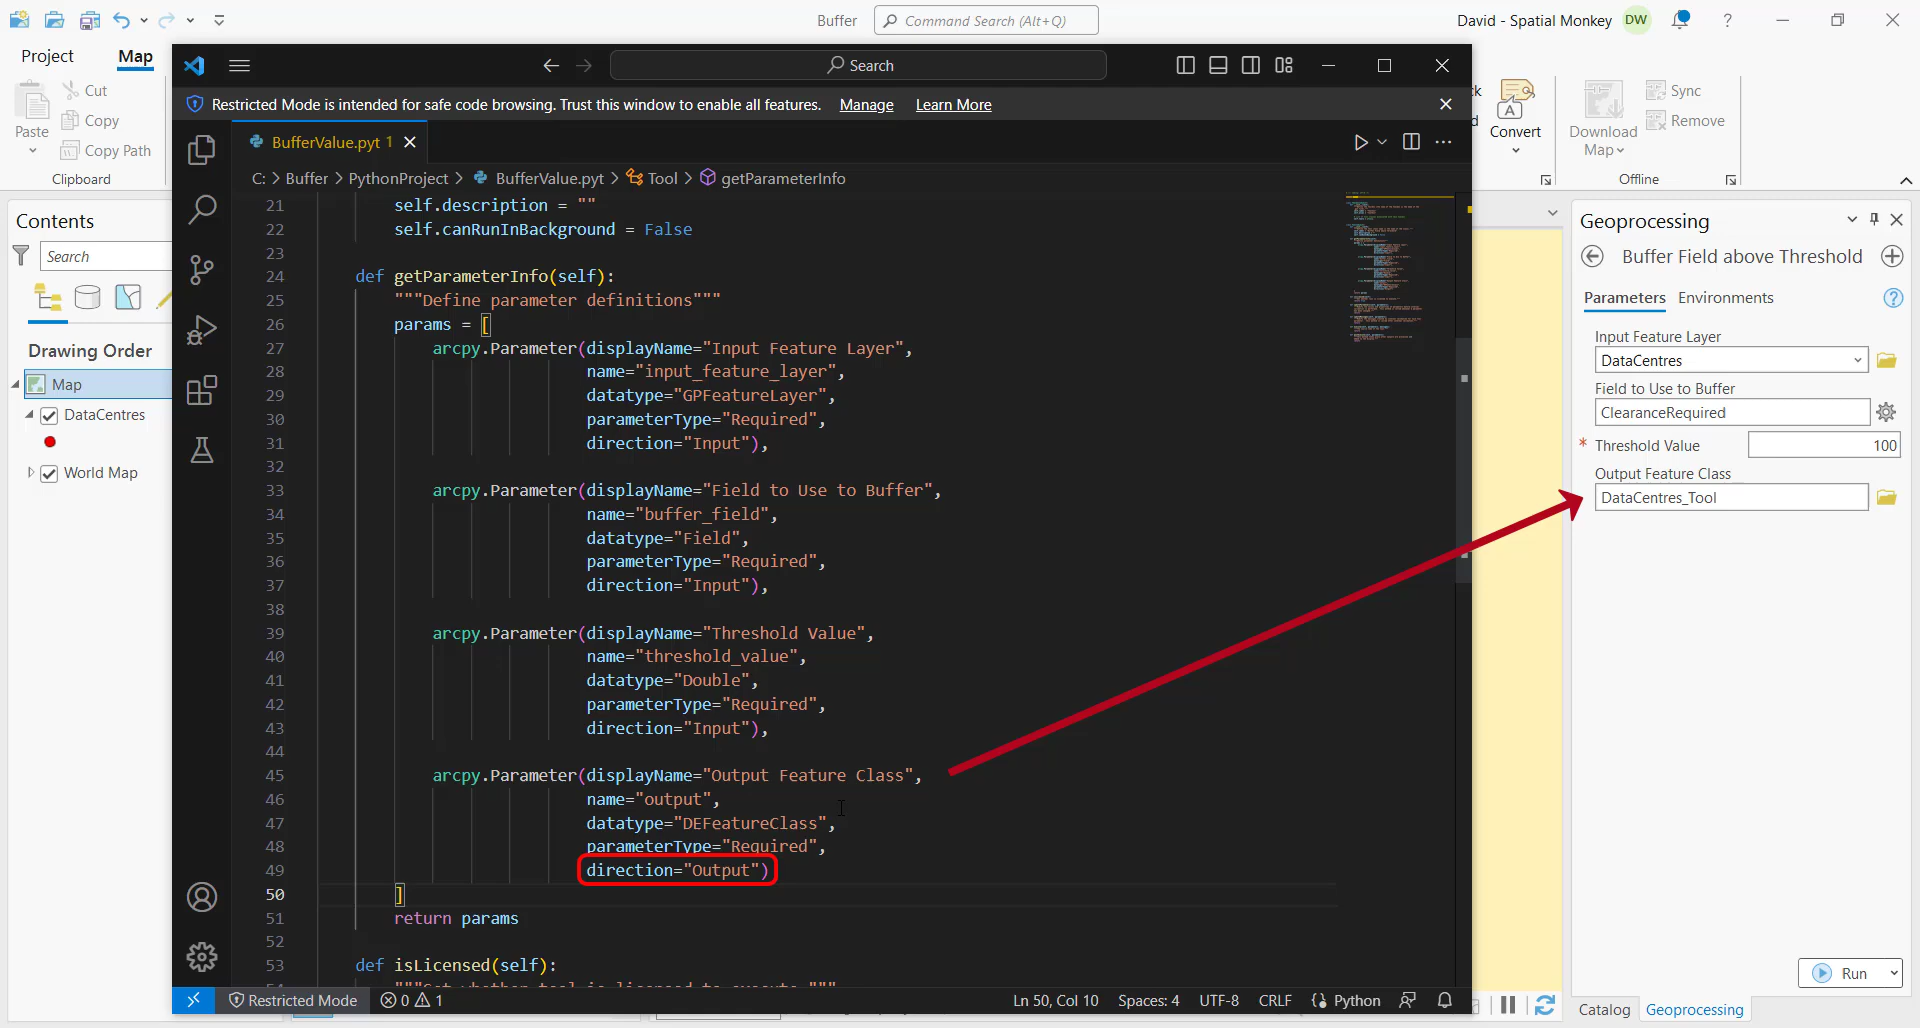 Buffer
Command Search (Alt+Q)
David - Spatial Monkey
DW
?
Project
Map
Search
Restricted Mode is intended for safe code browsing. Trust this window to enable all features.
Manage
Learn More
Paste
Cut
Copy
Copy Path
Clipboard
Convert
Download
Map
Sync
Remove
Offline
BufferValue.pyt 1
C: > Buffer > PythonProject > BufferValue.pyt > Tool > getParameterInfo
Contents
Search
Drawing Order
Map
DataCentres
World Map
21 self.description = ""
22 self.canRunInBackground = False
23
24 def getParameterInfo(self):
25 """Define parameter definitions"""
26 params = [
27 arcpy.Parameter(displayName="Input Feature Layer",
28 name="input_feature_layer",
29 datatype="GPFeatureLayer",
30 parameterType="Required",
31 direction="Input"),
32
33 arcpy.Parameter(displayName="Field to Use to Buffer",
34 name="buffer_field",
35 datatype="Field",
36 parameterType="Required",
37 direction="Input"),
38
39 arcpy.Parameter(displayName="Threshold Value",
40 name="threshold_value",
41 datatype="Double",
42 parameterType="Required",
43 direction="Input"),
44
45 arcpy.Parameter(displayName="Output Feature Class",
46 name="output",
47 datatype="DEFeatureClass",
48 parameterType="Required",
49 direction="Output")
50 ]
51 return params
52
53 def isLicensed(self):
Restricted Mode
0 1
Ln 50, Col 10
Spaces: 4
UTF-8
CRLF
Python
Geoprocessing
Buffer Field above Threshold
Parameters
Environments
?
Input Feature Layer
DataCentres
Field to Use to Buffer
ClearanceRequired
* Threshold Value
100
Output Feature Class
DataCentres_Tool
Run
Catalog
Geoprocessing